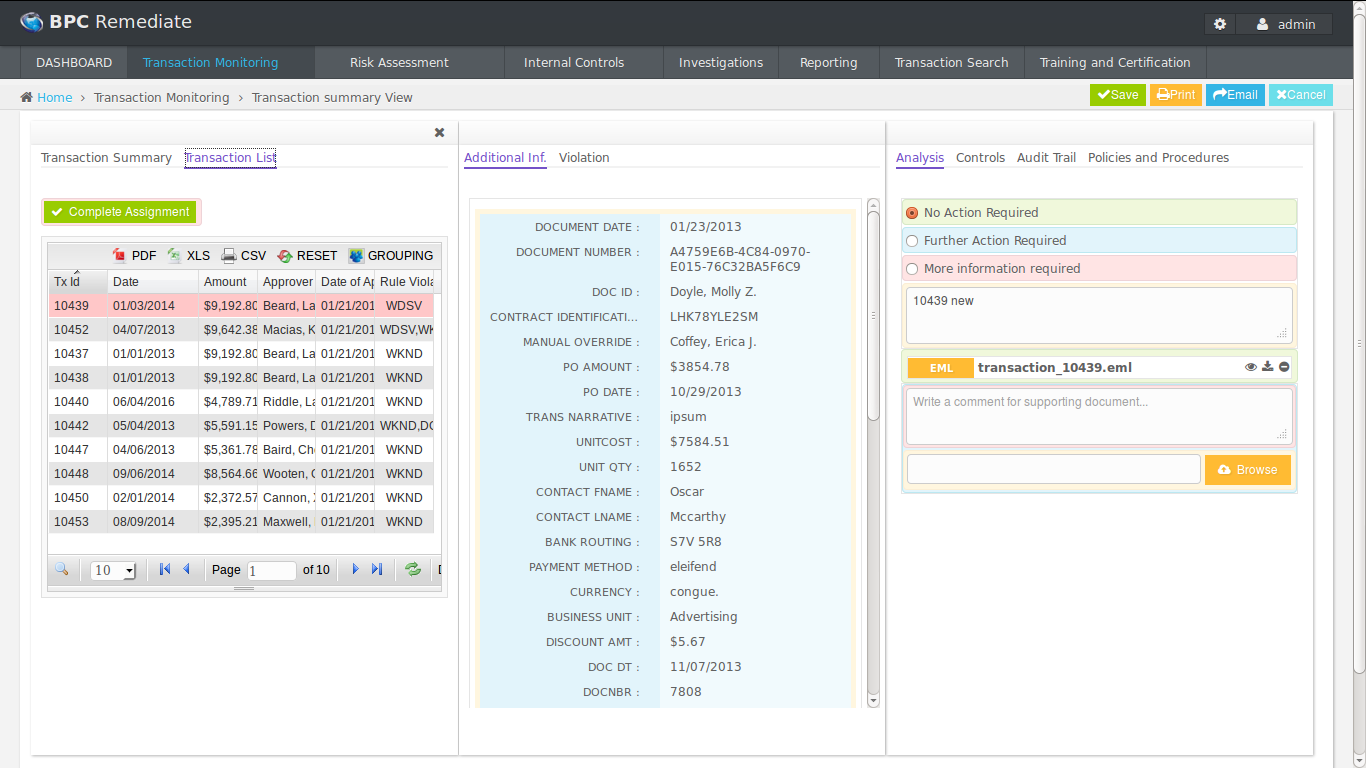 BPC Remediate
admin
DASHBOARD Transaction Monitoring Risk Assessment Internal Controls Investigations Reporting Transaction Search Training and Certification
Home › Transaction Monitoring › Transaction summary View
Save Print Email Cancel
Transaction Summary Transaction List
Complete Assignment
PDF XLS CSV RESET GROUPING
Tx Id Date Amount Approver Date of Ap Rule Viola
10439 01/03/2014 $9,192.80 Beard, La 01/21/201 WDSV
10452 04/07/2013 $9,642.38 Macias, K 01/21/201 WDSV,WK
10437 01/01/2013 $9,192.80 Beard, La 01/21/201 WKND
10438 01/01/2013 $9,192.80 Beard, La 01/21/201 WKND
10440 06/04/2016 $4,789.71 Riddle, La 01/21/201 WKND
10442 05/04/2013 $5,591.15 Powers, D 01/21/201 WKND,DO
10447 04/06/2013 $5,361.78 Baird, Che 01/21/201 WKND
10448 09/06/2014 $8,564.66 Wooten, 01/21/201 WKND
10450 02/01/2014 $2,372.57 Cannon, 01/21/201 WKND
10453 08/09/2014 $2,395.21 Maxwell, 01/21/201 WKND
10 Page 1 of 10
Additional Inf. Violation
DOCUMENT DATE : 01/23/2013
DOCUMENT NUMBER : A4759E6B-4C84-0970-
E015-76C32BA5F6C9
DOC ID : Doyle, Molly Z.
CONTRACT IDENTIFICATI... LHK78YLE2SM
MANUAL OVERRIDE : Coffey, Erica J.
PO AMOUNT : $3854.78
PO DATE : 10/29/2013
TRANS NARRATIVE : ipsum
UNITCOST : $7584.51
UNIT QTY : 1652
CONTACT FNAME : Oscar
CONTACT LNAME : Mccarthy
BANK ROUTING : S7V 5R8
PAYMENT METHOD : eleifend
CURRENCY : congue.
BUSINESS UNIT : Advertising
DISCOUNT AMT : $5.67
DOC DT : 11/07/2013
DOCNBR : 7808
Analysis Controls Audit Trail Policies and Procedures
No Action Required
Further Action Required
More information required
10439 new
EML transaction_10439.eml
Write a comment for supporting document...
Browse